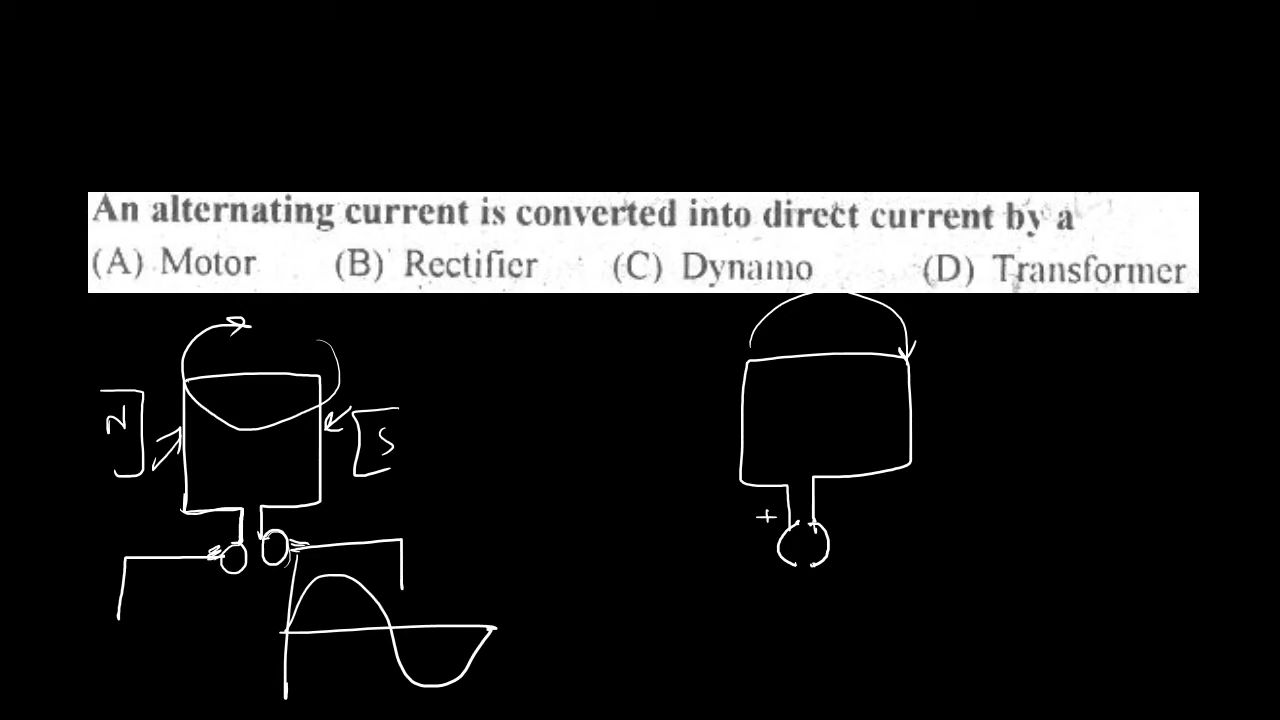 An alternating current is converted into direct current by a
(A) Motor (B) Rectifier (C) Dynamo (D) Transformer
N
S
+